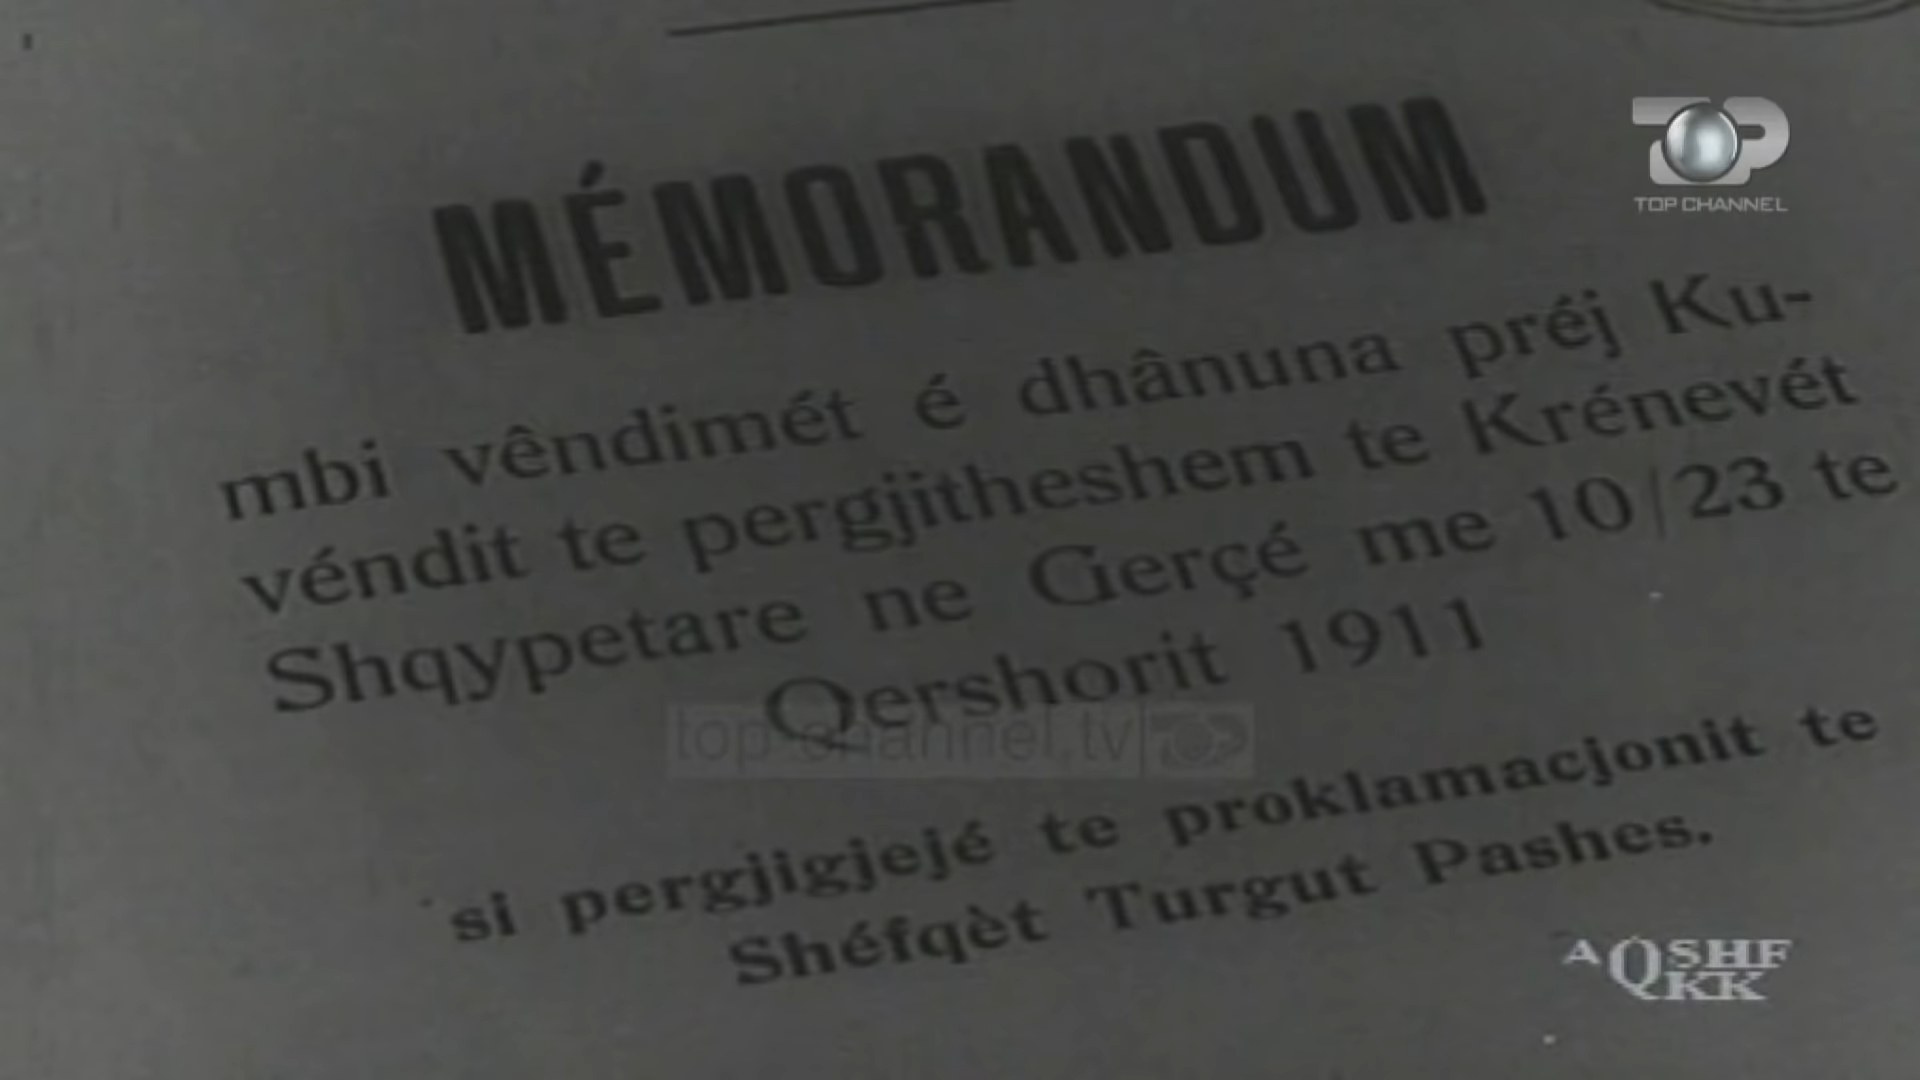 MÉMORANDUM
mbi vêndimét é dhânuna préj Ku-
véndit te pergjitheshem te Krénevét
Shqypetare ne Gerçé me 10/23 te
Qershorit 1911
si pergjigjejé te proklamacjonit te
Shéfqèt Turgut Pashes.
TOP CHANNEL
top-channel.tv
AQSHF
KK